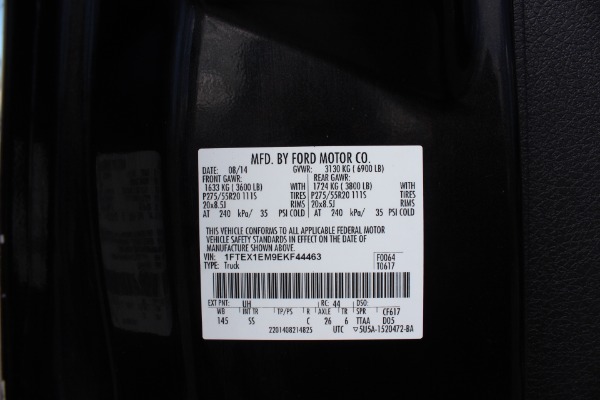 MFD. BY FORD MOTOR CO.
DATE: 08/14 GVWR: 3130 KG ( 6900 LB)
FRONT GAWR: REAR GAWR:
1633 KG ( 3600 LB) WITH 1724 KG ( 3800 LB) WITH
P275/55R20 111S TIRES P275/55R20 111S TIRES
20x8.5J RIMS 20x8.5J RIMS
AT 240 kPa/ 35 PSI COLD AT 240 kPa/ 35 PSI COLD
THIS VEHICLE CONFORMS TO ALL APPLICABLE FEDERAL MOTOR
VEHICLE SAFETY STANDARDS IN EFFECT ON THE DATE OF
MANUFACTURE SHOWN ABOVE.
VIN: 1FTEX1EM9EKF44463 F0064
TYPE: Truck T0617
EXT PNT: UH RC: 44 DSO:
WB INT TR TP/PS R AXLE TR SPR CF617
145 SS C 26 6 TTAA D05
2201408214825 UTC 5U5A-1520472-BA